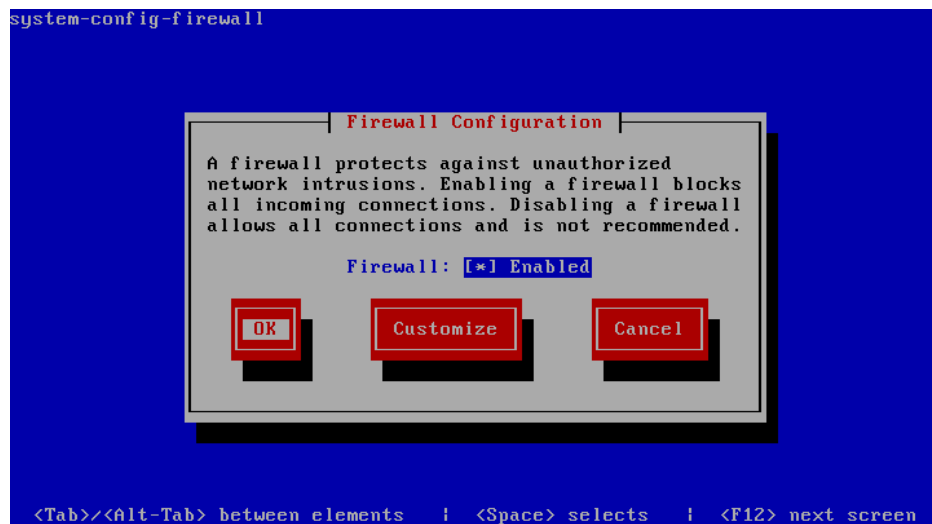 system-config-firewall
Firewall Configuration
A firewall protects against unauthorized
network intrusions. Enabling a firewall blocks
all incoming connections. Disabling a firewall
allows all connections and is not recommended.
Firewall: [*] Enabled
OK Customize Cancel
<Tab>/<Alt-Tab> between elements | <Space> selects | <F12> next screen